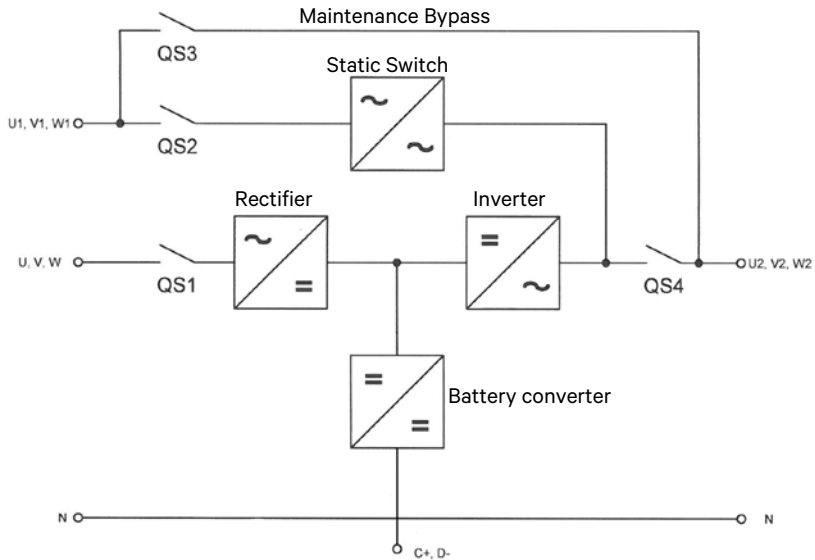 Maintenance Bypass
QS3
Static Switch
U1, V1, W1
QS2
Rectifier
Inverter
U, V, W
QS1
QS4
U2, V2, W2
Battery converter
N
N
C+, D-